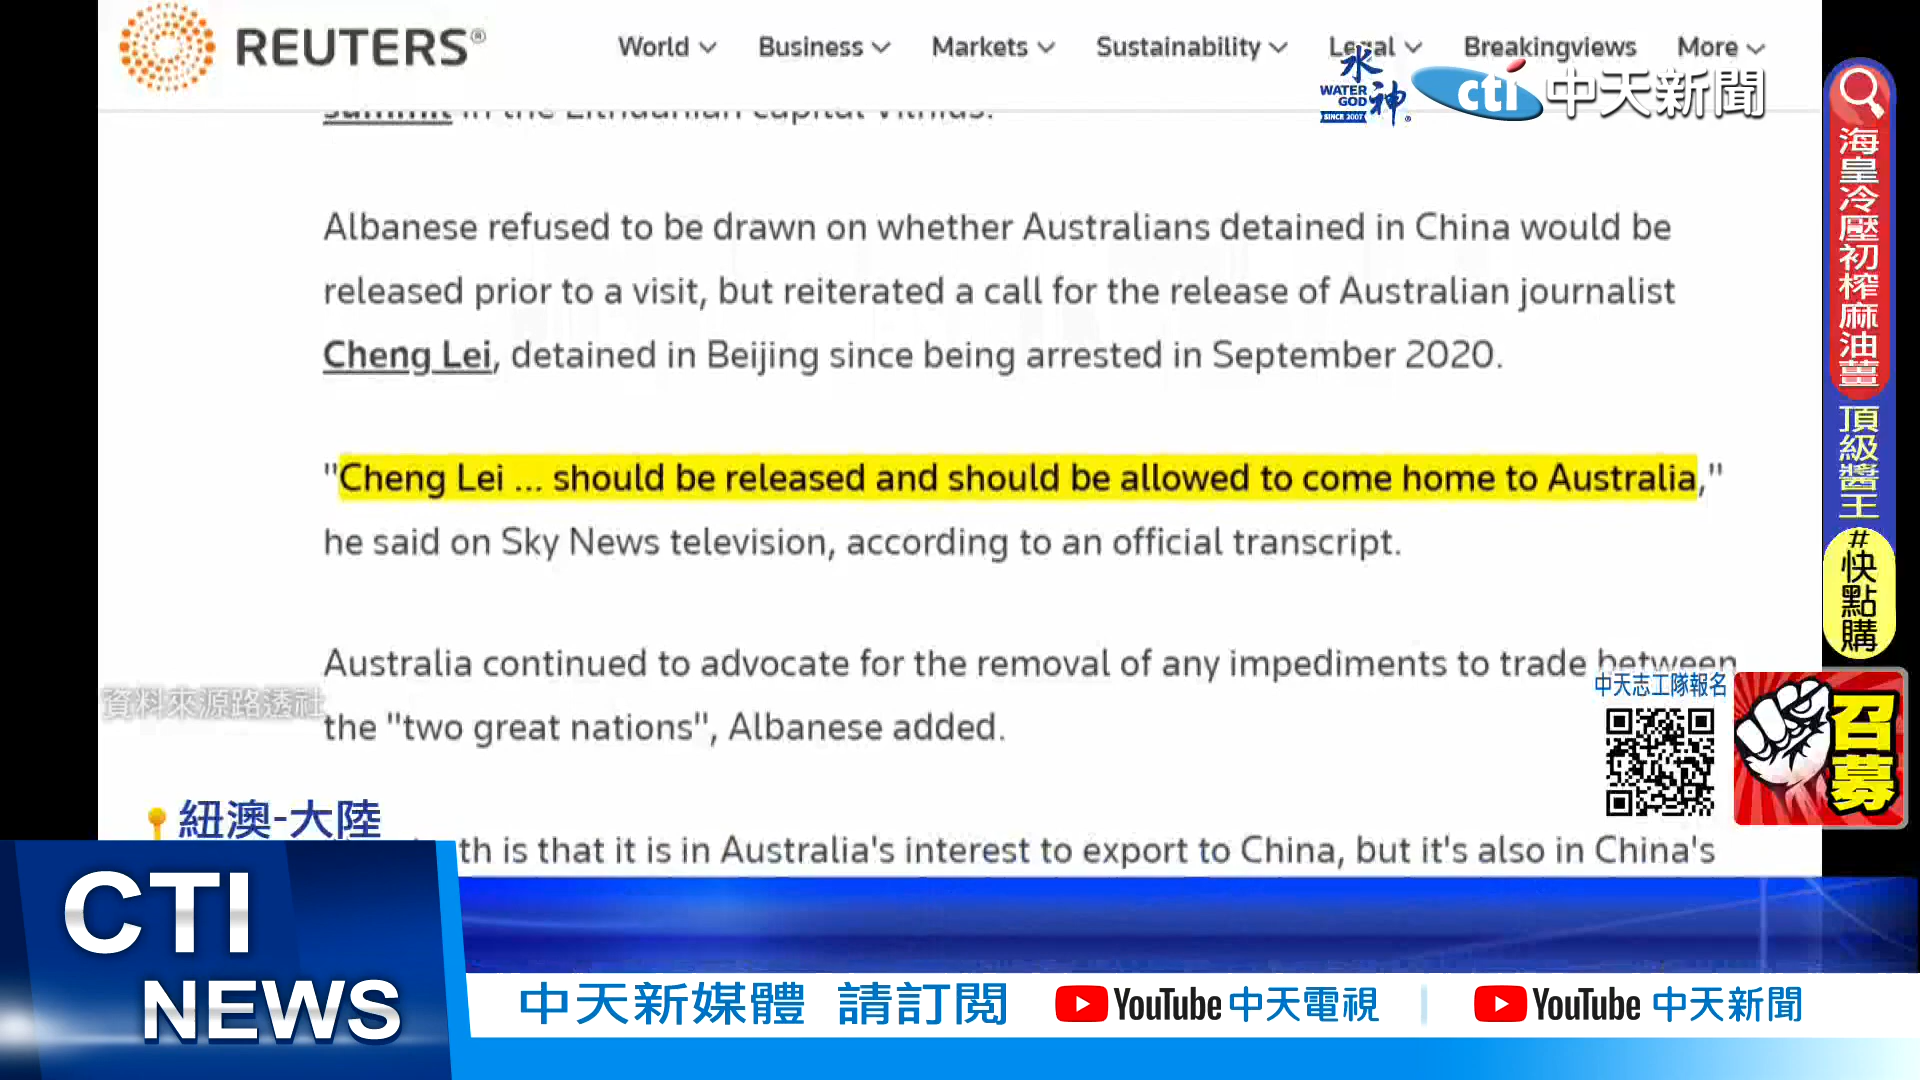 REUTERS®
World
Business
Markets
Sustainability
Legal
Breakingviews
More
水神
WATER GOD
SINCE 2007
cti 中天新聞
summit in the Lithuanian capital Vilnius.
Albanese refused to be drawn on whether Australians detained in China would be
released prior to a visit, but reiterated a call for the release of Australian journalist
Cheng Lei, detained in Beijing since being arrested in September 2020.
"Cheng Lei ... should be released and should be allowed to come home to Australia,"
he said on Sky News television, according to an official transcript.
Australia continued to advocate for the removal of any impediments to trade between
the "two great nations", Albanese added.
th is that it is in Australia's interest to export to China, but it's also in China's
資料來源路透社
紐澳-大陸
海皇冷壓初榨麻油薑
頂級醬王
#快點購
中天志工隊報名
召募
CTI
NEWS
中天新媒體 請訂閱
YouTube 中天電視
YouTube 中天新聞